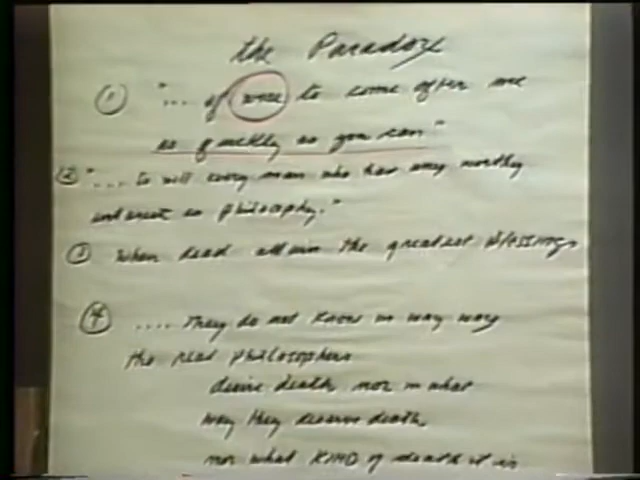 the Paradox
① "... of wise to come after me
as quickly as you can"
② "... so will every man who has any worthy
interest in philosophy."
③ When dead attain the greatest blessings
④ .... They do not know in way way
the real philosophers
desire death, nor in what
way they deserve death,
nor what KIND of death it is